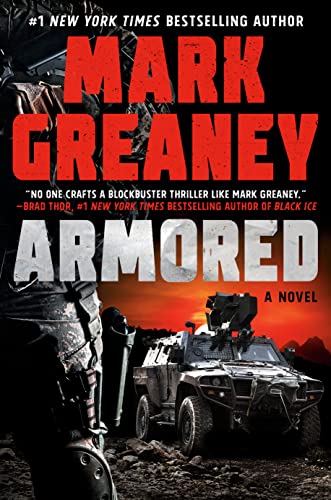 #1 NEW YORK TIMES BESTSELLING AUTHOR
MARK
GREANEY
"NO ONE CRAFTS A BLOCKBUSTER THRILLER LIKE MARK GREANEY."
—BRAD THOR, #1 NEW YORK TIMES BESTSELLING AUTHOR OF BLACK ICE
ARMORED
A NOVEL